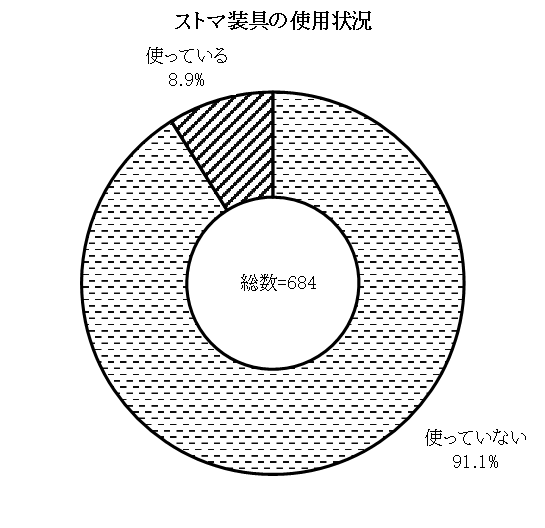 ストマ装具の使用状況
使っている
8.9%
総数=684
使っていない
91.1%